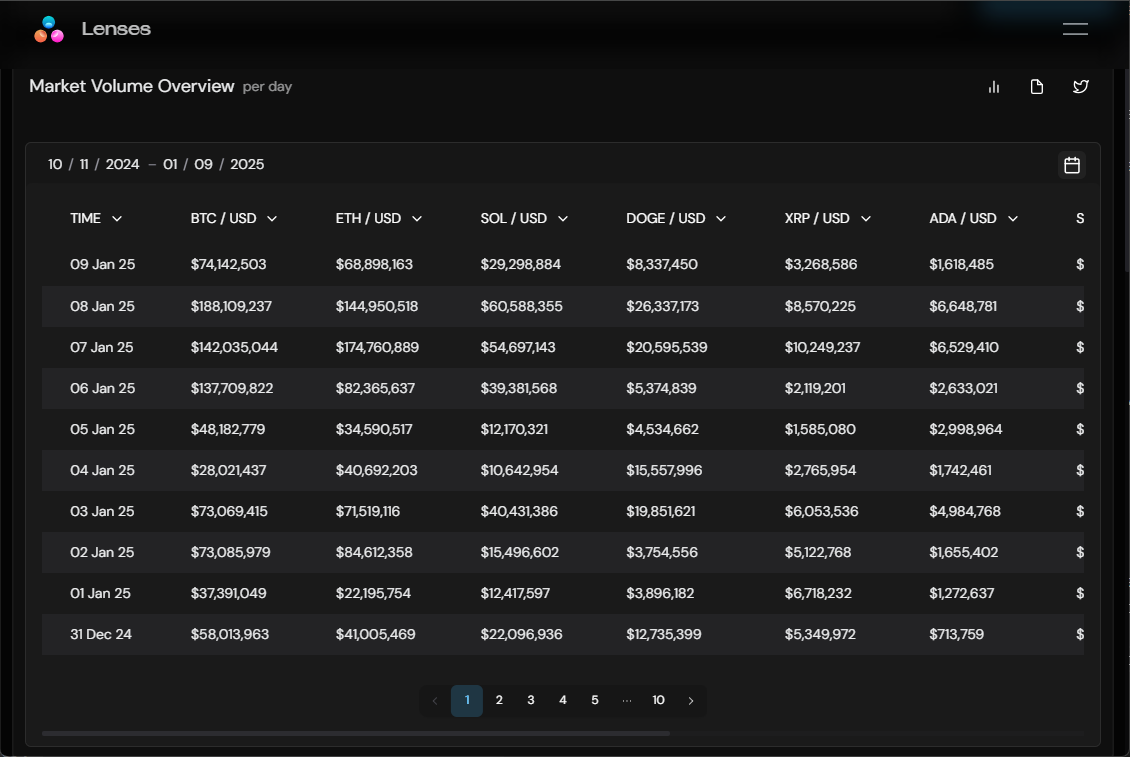 Lenses
Market Volume Overview per day
10 / 11 / 2024 – 01 / 09 / 2025
TIME BTC / USD ETH / USD SOL / USD DOGE / USD XRP / USD ADA / USD S
09 Jan 25 $74,142,503 $68,898,163 $29,298,884 $8,337,450 $3,268,586 $1,618,485 $
08 Jan 25 $188,109,237 $144,950,518 $60,588,355 $26,337,173 $8,570,225 $6,648,781 $
07 Jan 25 $142,035,044 $174,760,889 $54,697,143 $20,595,539 $10,249,237 $6,529,410 $
06 Jan 25 $137,709,822 $82,365,637 $39,381,568 $5,374,839 $2,119,201 $2,633,021 $
05 Jan 25 $48,182,779 $34,590,517 $12,170,321 $4,534,662 $1,585,080 $2,998,964 $
04 Jan 25 $28,021,437 $40,692,203 $10,642,954 $15,557,996 $2,765,954 $1,742,461 $
03 Jan 25 $73,069,415 $71,519,116 $40,431,386 $19,851,621 $6,053,536 $4,984,768 $
02 Jan 25 $73,085,979 $84,612,358 $15,496,602 $3,754,556 $5,122,768 $1,655,402 $
01 Jan 25 $37,391,049 $22,195,754 $12,417,597 $3,896,182 $6,718,232 $1,272,637 $
31 Dec 24 $58,013,963 $41,005,469 $22,096,936 $12,735,399 $5,349,972 $713,759 $
1 2 3 4 5 ··· 10